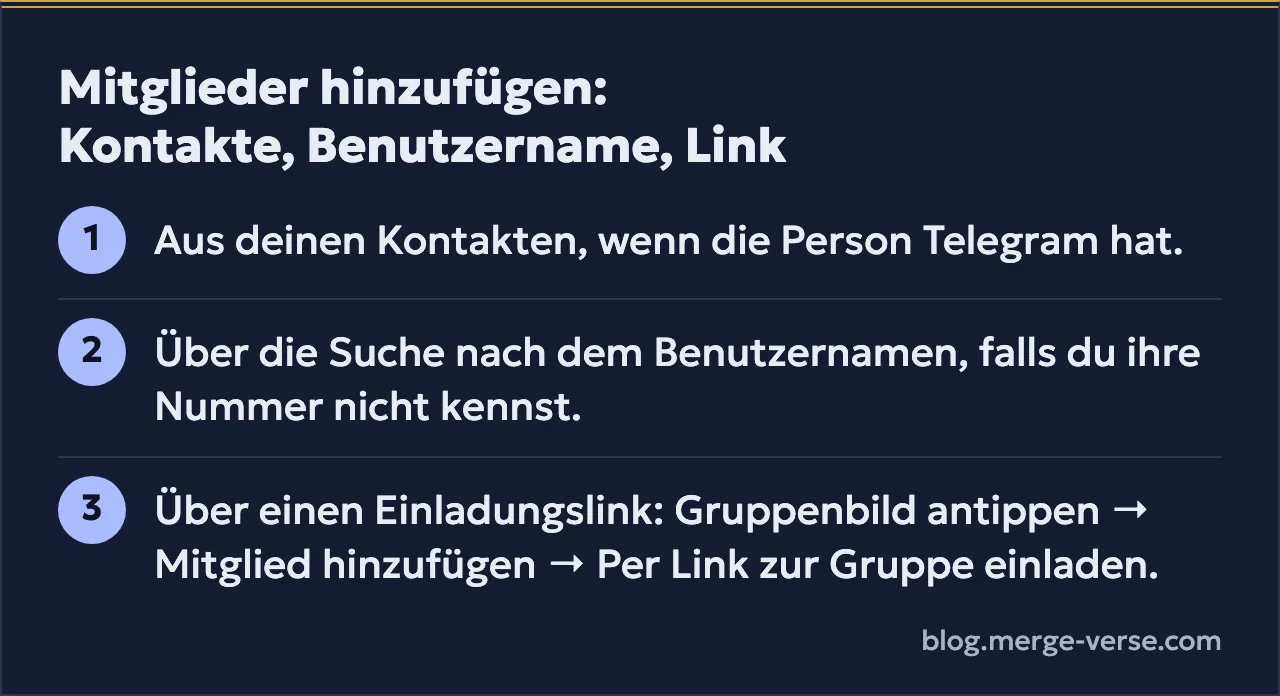 Mitglieder hinzufügen:
Kontakte, Benutzername, Link
1 Aus deinen Kontakten, wenn die Person Telegram hat.
2 Über die Suche nach dem Benutzernamen, falls du ihre
Nummer nicht kennst.
3 Über einen Einladungslink: Gruppenbild antippen →
Mitglied hinzufügen → Per Link zur Gruppe einladen.
blog.merge-verse.com